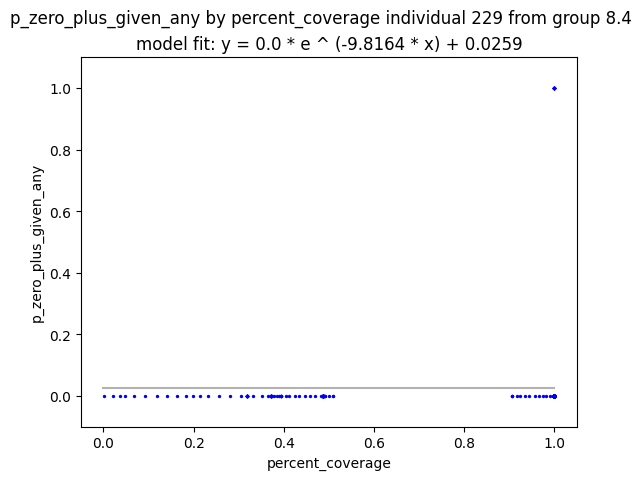 p_zero_plus_given_any by percent_coverage individual 229 from group 8.4
model fit: y = 0.0 * e ^ (-9.8164 * x) + 0.0259
1.0
0.8
0.6
0.4
0.2
0.0
p_zero_plus_given_any
0.0 0.2 0.4 0.6 0.8 1.0
percent_coverage